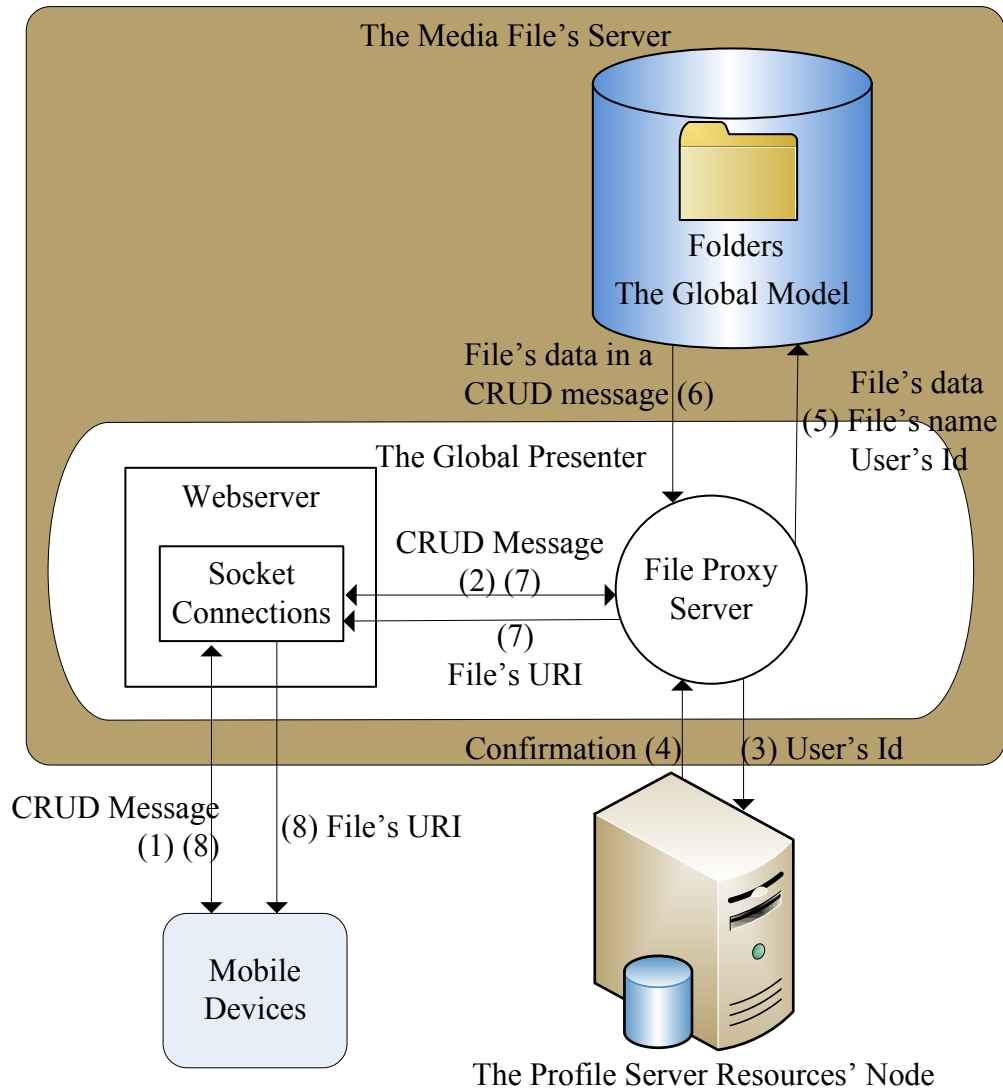 The Media File’s Server
Folders
The Global Model
File’s data in a
CRUD message (6)
File’s data
(5) File’s name
User’s Id
The Global Presenter
Webserver
Socket
Connections
CRUD Message
(2) (7)
(7)
File’s URI
File Proxy
Server
Confirmation (4)
(3) User’s Id
CRUD Message
(1) (8)
(8) File’s URI
Mobile
Devices
The Profile Server Resources’ Node